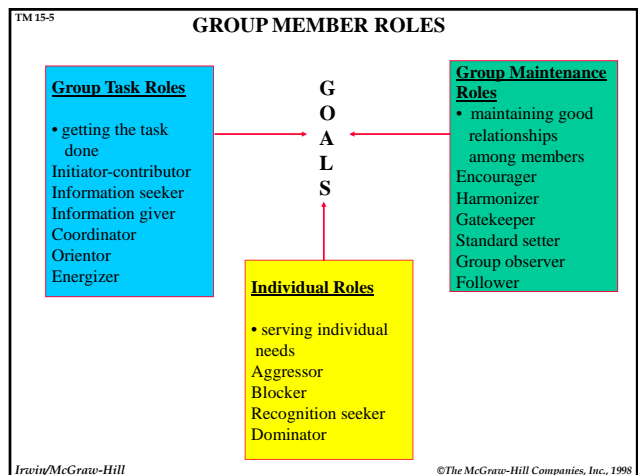 TM 15-5
GROUP MEMBER ROLES
Group Task Roles
• getting the task
done
Initiator-contributor
Information seeker
Information giver
Coordinator
Orientor
Energizer
G
O
A
L
S
Group Maintenance
Roles
• maintaining good
relationships
among members
Encourager
Harmonizer
Gatekeeper
Standard setter
Group observer
Follower
Individual Roles
• serving individual
needs
Aggressor
Blocker
Recognition seeker
Dominator
Irwin/McGraw-Hill
©The McGraw-Hill Companies, Inc., 1998